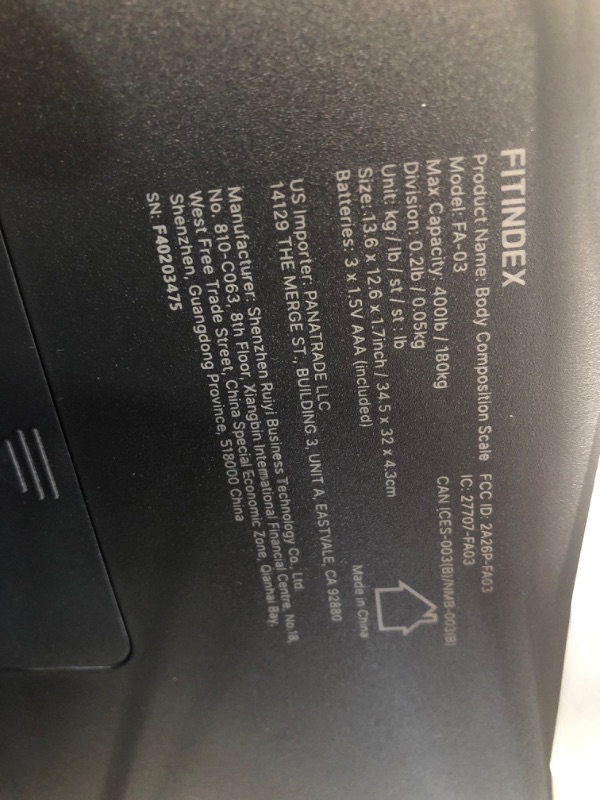 FITINDEX
Product Name: Body Composition Scale
Model: FA-03
Max Capacity: 400lb / 180kg
Division: 0.2lb / 0.05kg
Unit: kg / lb / st / st : lb
Size: 13.6 x 12.6 x 1.7inch / 34.5 x 32 x 4.3cm
Batteries: 3 x 1.5V AAA (included)
FCC ID: 2A26P-FA03
IC: 27707-FA03
CAN ICES-003(B)/NMB-003(B)
Made in China
US Importer: PANATRADE LLC
14129 THE MERGE ST., BUILDING 3, UNIT A, EASTVALE, CA 92880
Manufacturer: Shenzhen Ruiyi Business Technology Co., Ltd.
No. 810-C063, 8th Floor, Xiangbin International Financial Centre, No.18,
West Free Trade Street, China Special Economic Zone, Qianhai Bay,
Shenzhen, Guangdong Province, 518000 China
SN: F40203475